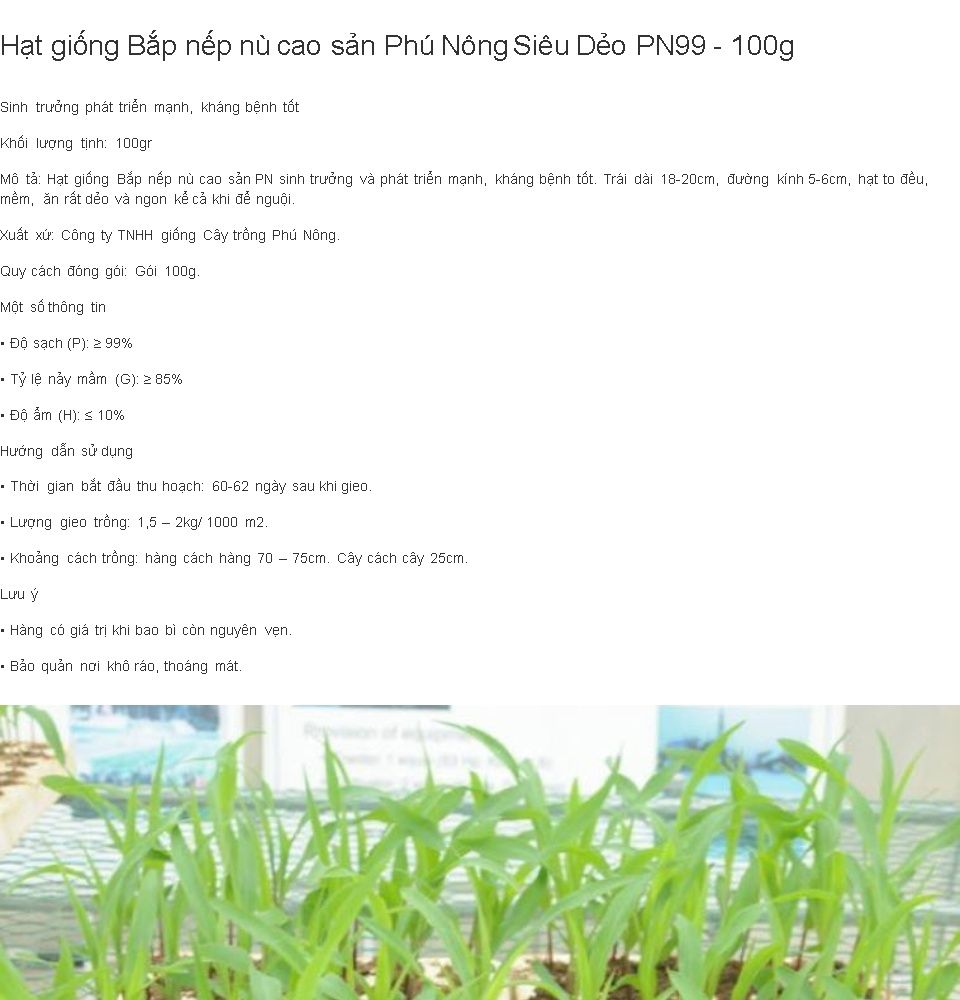 Hạt giống Bắp nếp nù cao sản Phú Nông Siêu Dẻo PN99 - 100g
Sinh trưởng phát triển mạnh, kháng bệnh tốt
Khối lượng tịnh: 100gr
Mô tả: Hạt giống Bắp nếp nù cao sản PN sinh trưởng và phát triển mạnh, kháng bệnh tốt. Trái dài 18-20cm, đường kính 5-6cm, hạt to đều,
mềm, ăn rất dẻo và ngon kể cả khi để nguội.
Xuất xứ: Công ty TNHH giống Cây trồng Phú Nông.
Quy cách đóng gói: Gói 100g.
Một số thông tin
• Độ sạch (P): ≥ 99%
• Tỷ lệ nảy mầm (G): ≥ 85%
• Độ ẩm (H): ≤ 10%
Hướng dẫn sử dụng
• Thời gian bắt đầu thu hoạch: 60-62 ngày sau khi gieo.
• Lượng gieo trồng: 1,5 – 2kg/ 1000 m2.
• Khoảng cách trồng: hàng cách hàng 70 – 75cm. Cây cách cây 25cm.
Lưu ý
• Hàng có giá trị khi bao bì còn nguyên vẹn.
• Bảo quản nơi khô ráo, thoáng mát.
Provision of